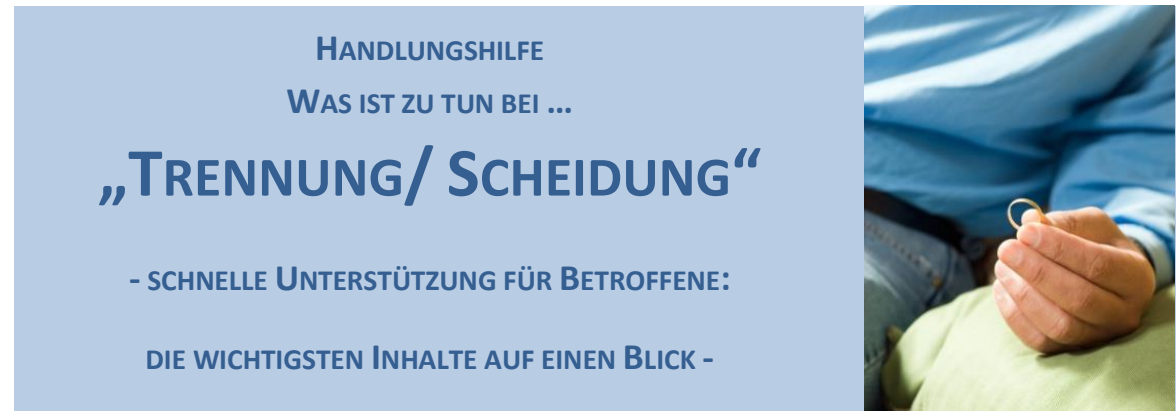 HANDLUNGSHILFE
WAS IST ZU TUN BEI ...
„TRENNUNG/ SCHEIDUNG“
- SCHNELLE UNTERSTÜTZUNG FÜR BETROFFENE:
DIE WICHTIGSTEN INHALTE AUF EINEN BLICK -